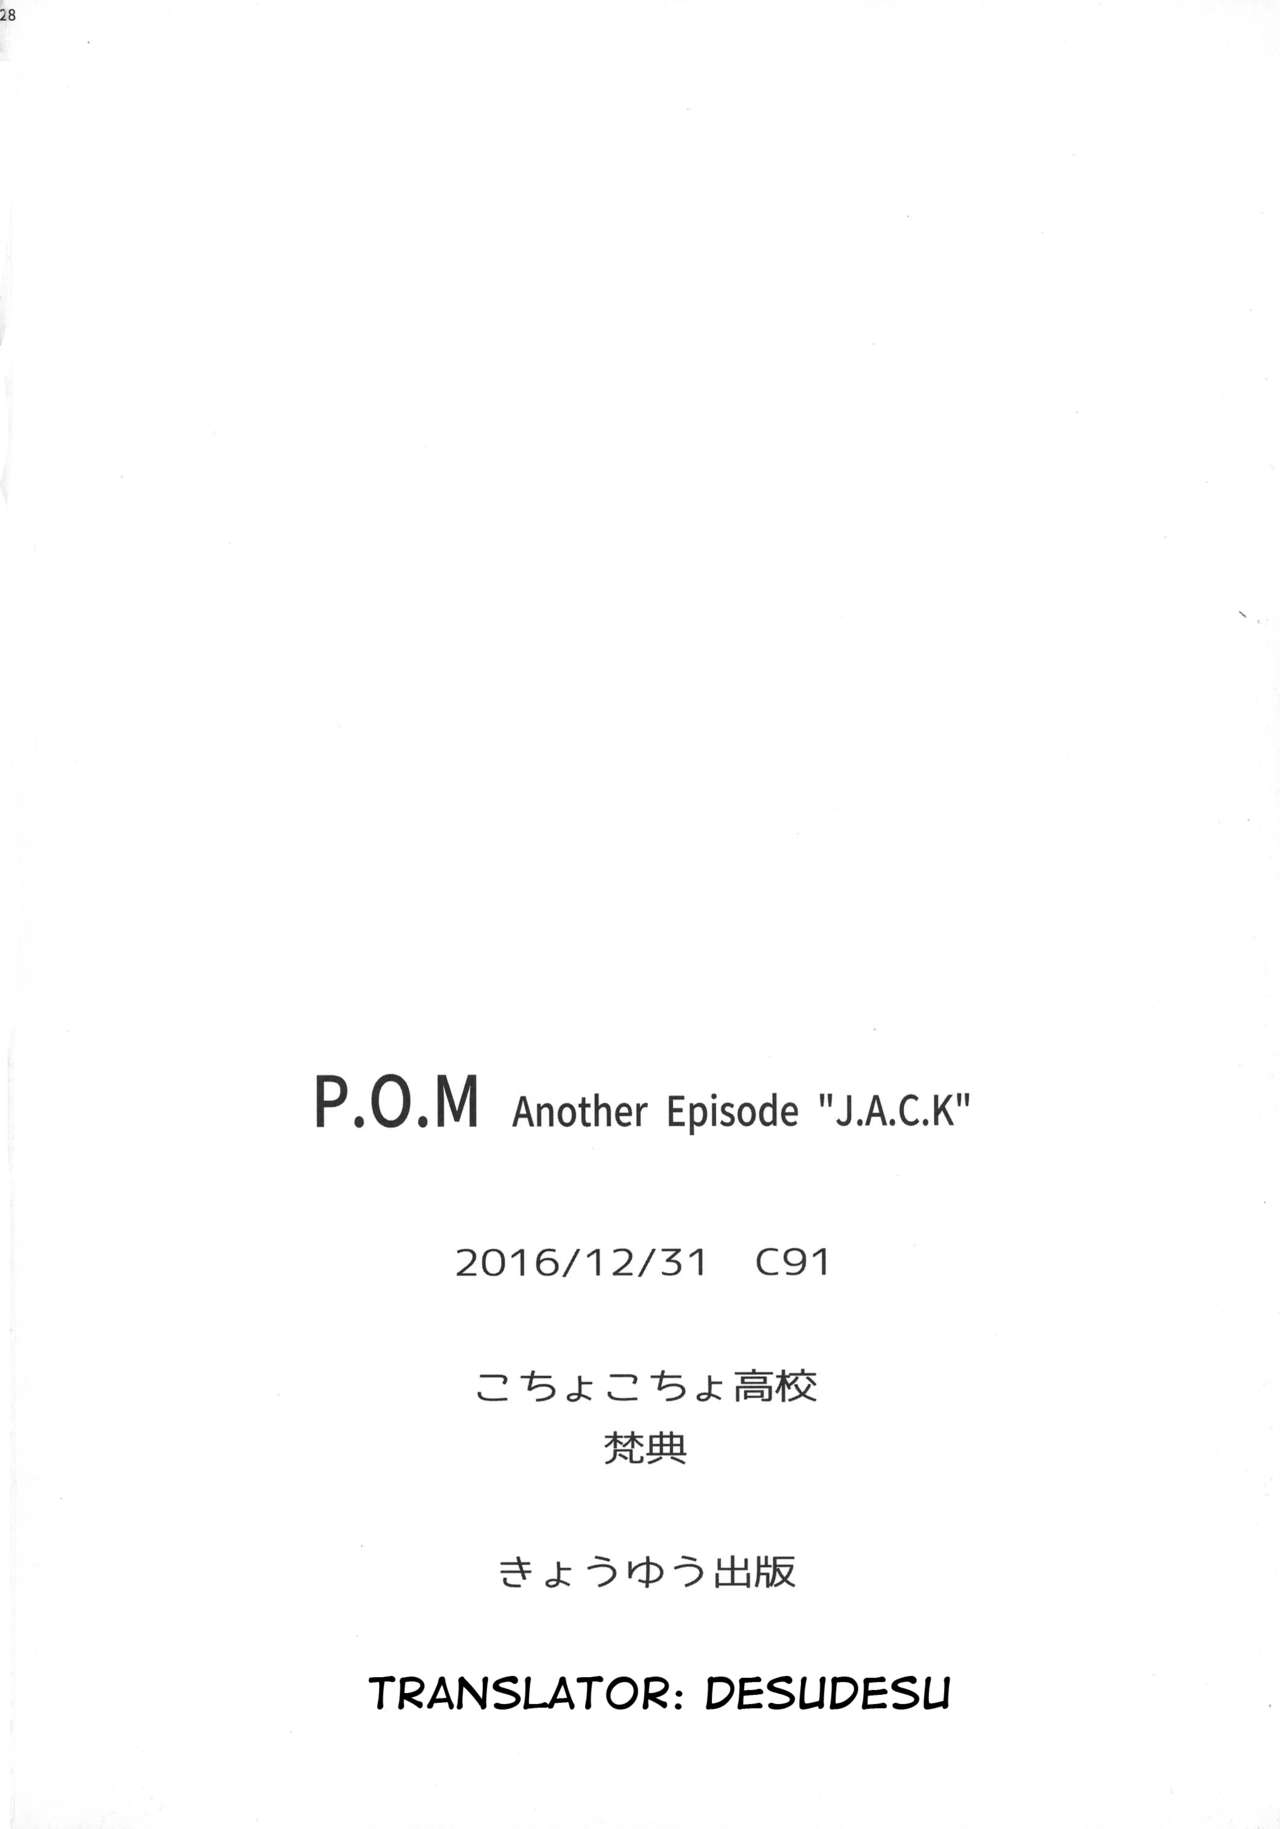 28
P.O.M Another Episode "J.A.C.K"
2016/12/31 C91
こちょこちょ高校
梵典
きょうゆう出版
TRANSLATOR: DESUDESU